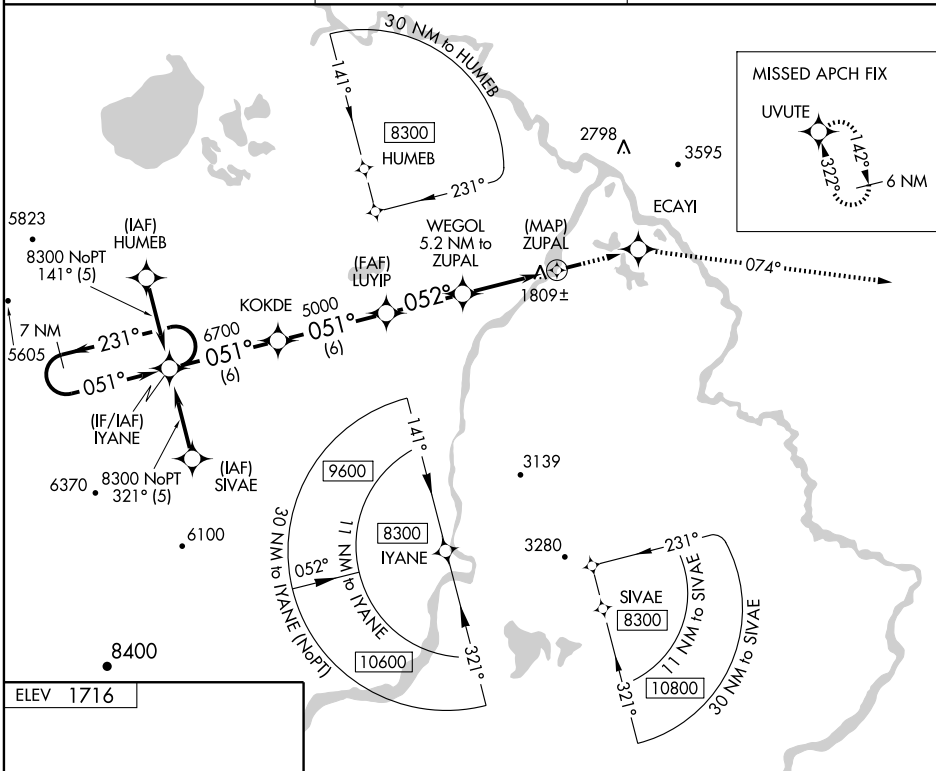 30 NM to HUMEB
141°
8300
HUMEB
231°
MISSED APCH FIX
UVUTE
142°
322°
6 NM
2798
3595
ECAYI
074°
(MAP)
ZUPAL
1809±
WEGOL
5.2 NM to
ZUPAL
(FAF)
LUYIP
052°
5823
(IAF)
HUMEB
8300 NoPT
141° (5)
5605
7 NM
231°
051°
6700
051°
(6)
KOKDE
5000
051°
(6)
(IF/IAF)
IYANE
8300 NoPT
321° (5)
(IAF)
SIVAE
6370
6100
8400
141°
9600
8300
IYANE
052°
11 NM to IYANE
30 NM to IYANE (NoPT)
10600
321°
3139
3280
231°
SIVAE
8300
11 NM to SIVAE
10800
30 NM to SIVAE
321°
ELEV 1716